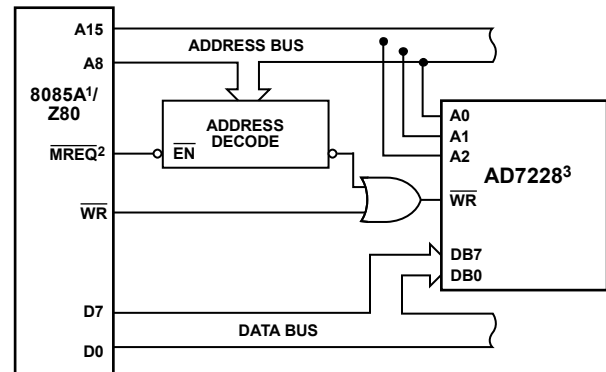 A15
ADDRESS BUS
A8
8085A¹/
Z80
ADDRESS
DECODE
A0
A1
A2
AD7228³
MREQ²
EN
WR
WR
DB7
DB0
D7
DATA BUS
D0